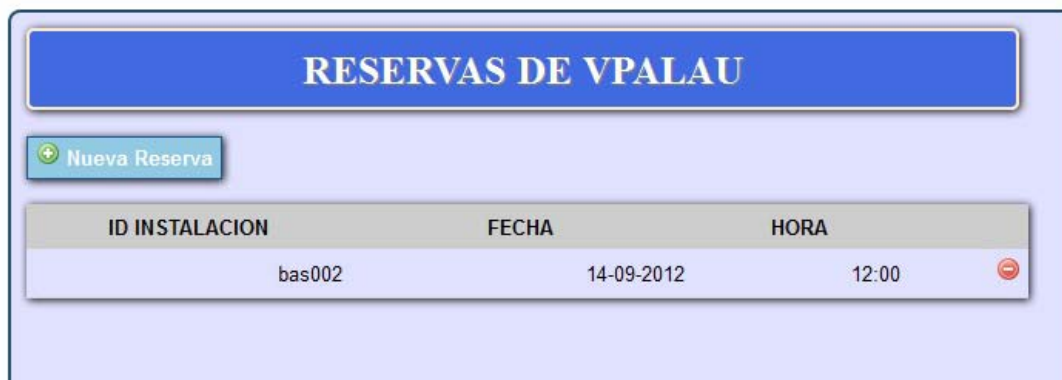 RESERVAS DE VPALAU
Nueva Reserva
ID INSTALACION FECHA HORA
bas002 14-09-2012 12:00